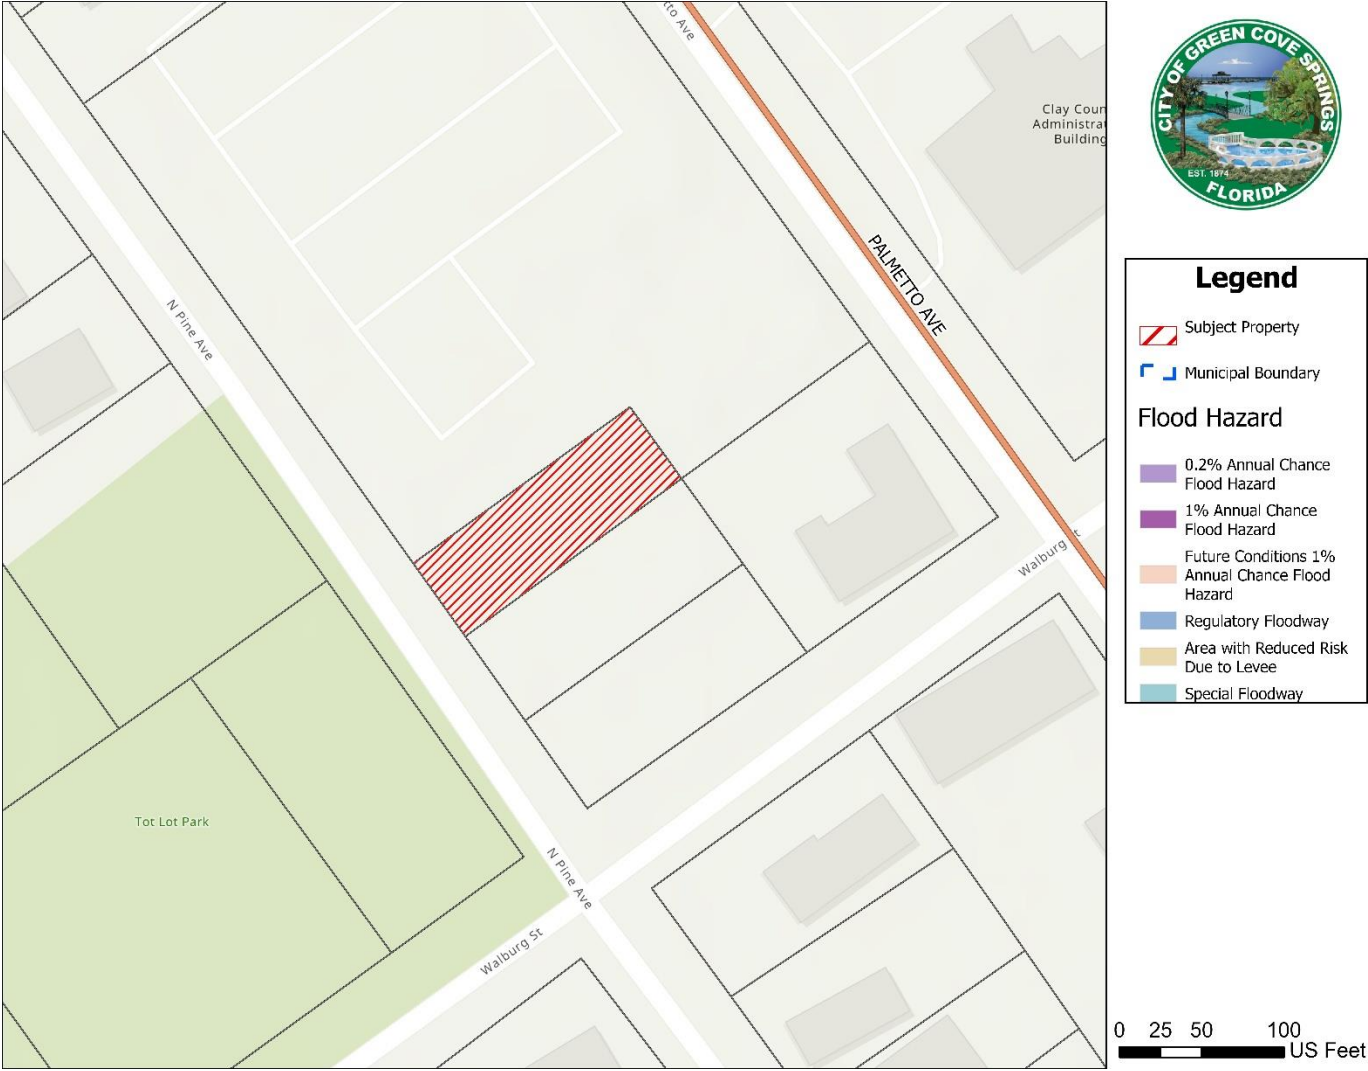 tto Ave
Clay Coun
Administrat
Building
PALMETTO AVE
N Pine Ave
Walburg St
Tot Lot Park
N Pine Ave
Walburg St
CITY OF GREEN COVE SPRINGS
EST. 1874
FLORIDA
Legend
Subject Property
Municipal Boundary
Flood Hazard
0.2% Annual Chance
Flood Hazard
1% Annual Chance
Flood Hazard
Future Conditions 1%
Annual Chance Flood
Hazard
Regulatory Floodway
Area with Reduced Risk
Due to Levee
Special Floodway
0 25 50 100
US Feet